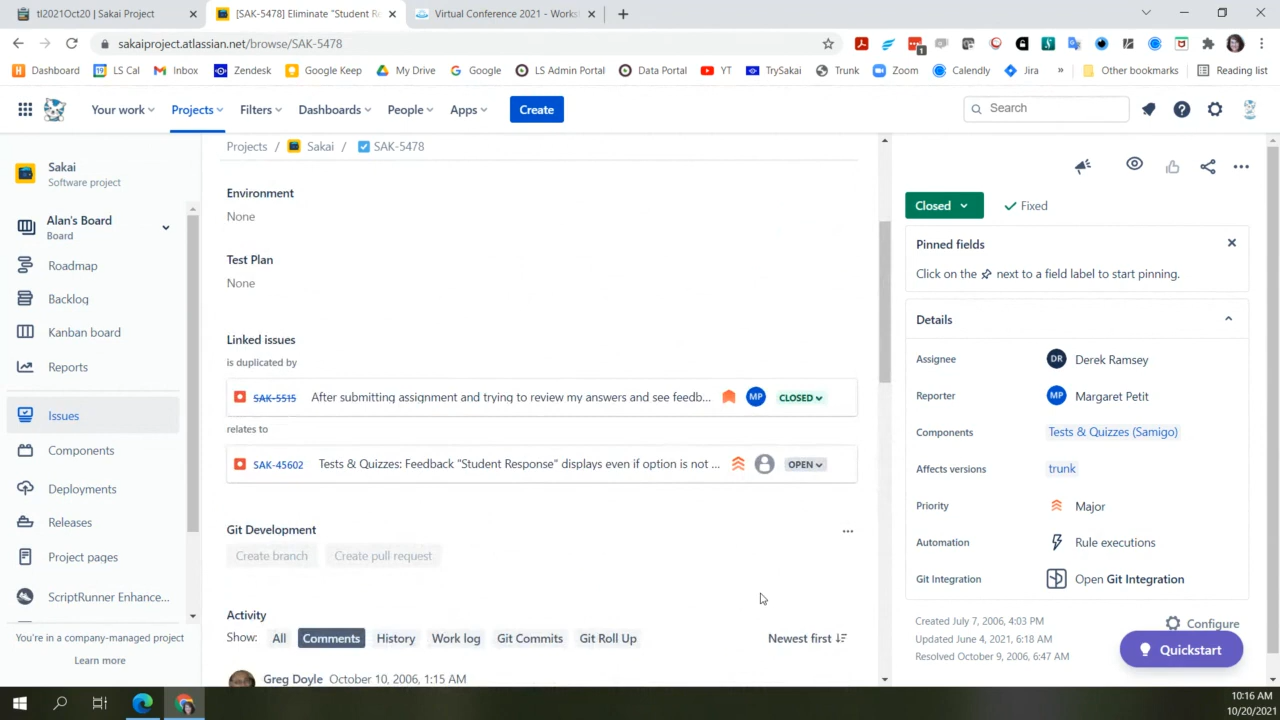 tl2021Oct20 | Sakai Project
[SAK-5478] Eliminate "Student Re
Virtual Conference 2021 - Works
sakaiproject.atlassian.net/browse/SAK-5478
Dashboard
LS Cal
Inbox
Zendesk
Google Keep
My Drive
Google
LS Admin Portal
Data Portal
YT
TrySakai
Trunk
Zoom
Calendly
Jira
»
Other bookmarks
Reading list
Your work
Projects
Filters
Dashboards
People
Apps
Create
Search
Sakai
Software project
Alan's Board
Board
Roadmap
Backlog
Kanban board
Reports
Issues
Components
Deployments
Releases
Project pages
ScriptRunner Enhance...
You're in a company-managed project
Learn more
Projects / Sakai / SAK-5478
Environment
None
Test Plan
None
Linked issues
is duplicated by
SAK-5515 After submitting assignment and trying to review my answers and see feedb... MP CLOSED
relates to
SAK-45602 Tests & Quizzes: Feedback "Student Response" displays even if option is not ... OPEN
Git Development
Create branch Create pull request
Activity
Show: All Comments History Work log Git Commits Git Roll Up Newest first
Greg Doyle October 10, 2006, 1:15 AM
Closed Fixed
Pinned fields
Click on the next to a field label to start pinning.
Details
Assignee DR Derek Ramsey
Reporter MP Margaret Petit
Components Tests & Quizzes (Samigo)
Affects versions trunk
Priority Major
Automation Rule executions
Git Integration Open Git Integration
Created July 7, 2006, 4:03 PM
Updated June 4, 2021, 6:18 AM
Resolved October 9, 2006, 6:47 AM
Configure
Quickstart
10:16 AM
10/20/2021